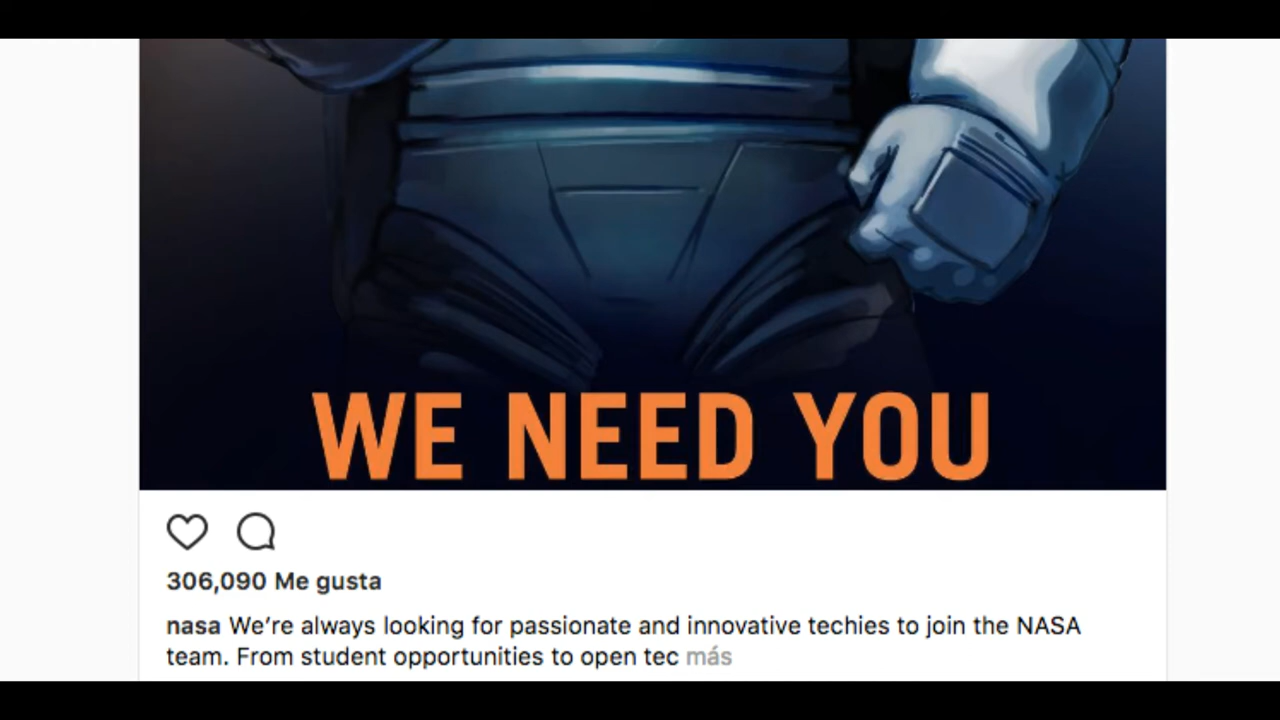 WE NEED YOU
306,090 Me gusta
nasa We’re always looking for passionate and innovative techies to join the NASA
team. From student opportunities to open tec más